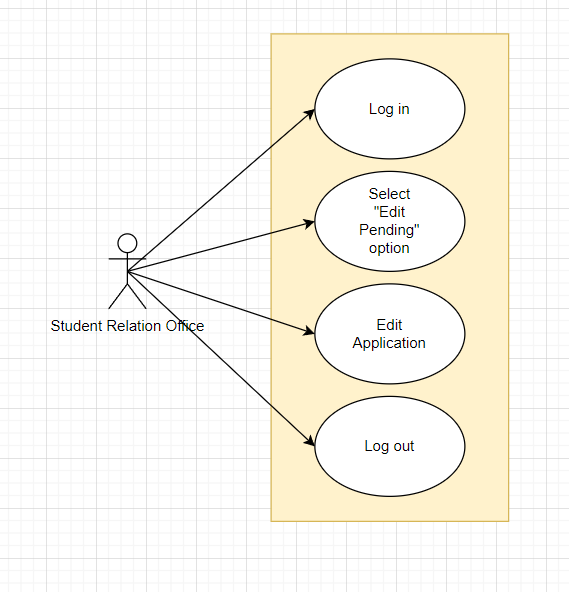 Log in
Select
"Edit
Pending"
option
Student Relation Office
Edit
Application
Log out